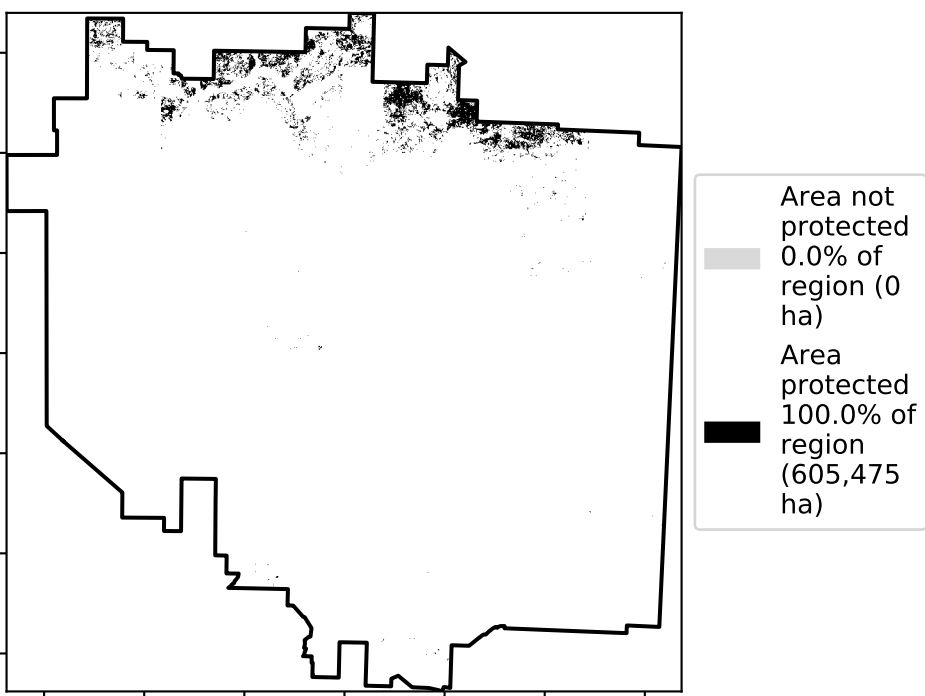 Area not
protected
0.0% of
region (0
ha)
Area
protected
100.0% of
region
(605,475
ha)